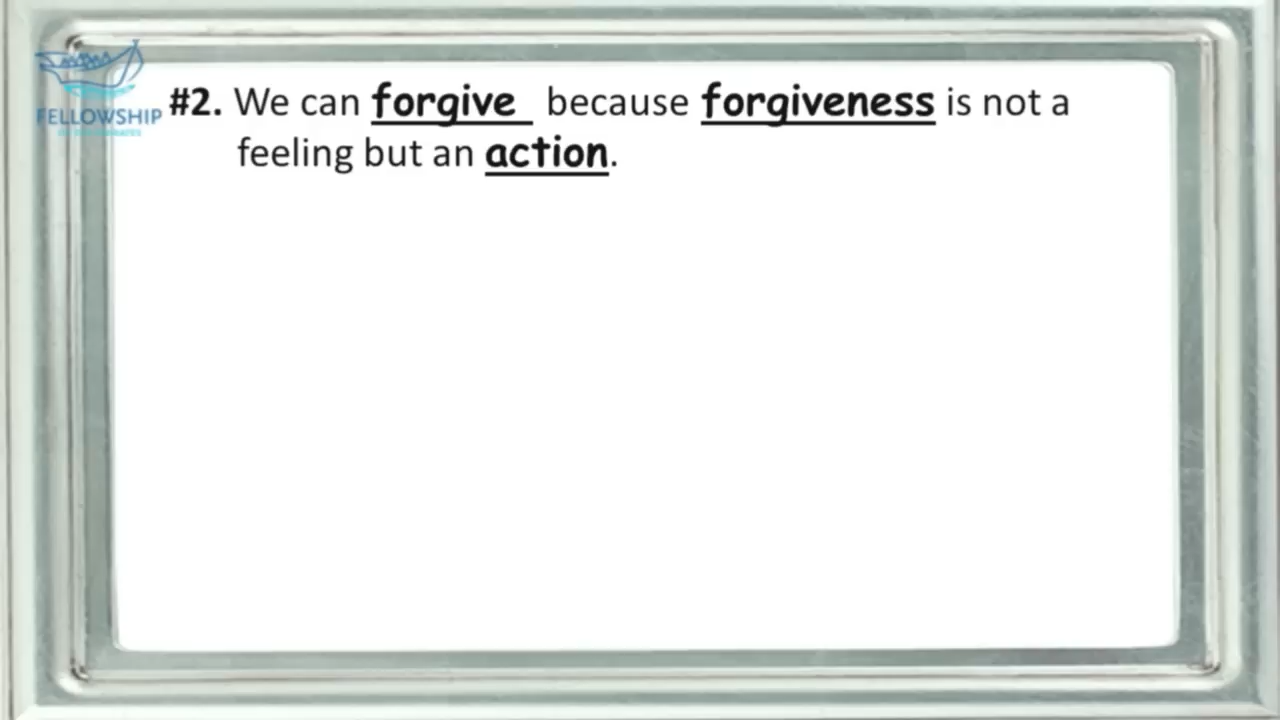 #2. We can forgive because forgiveness is not a
feeling but an action.
FELLOWSHIP